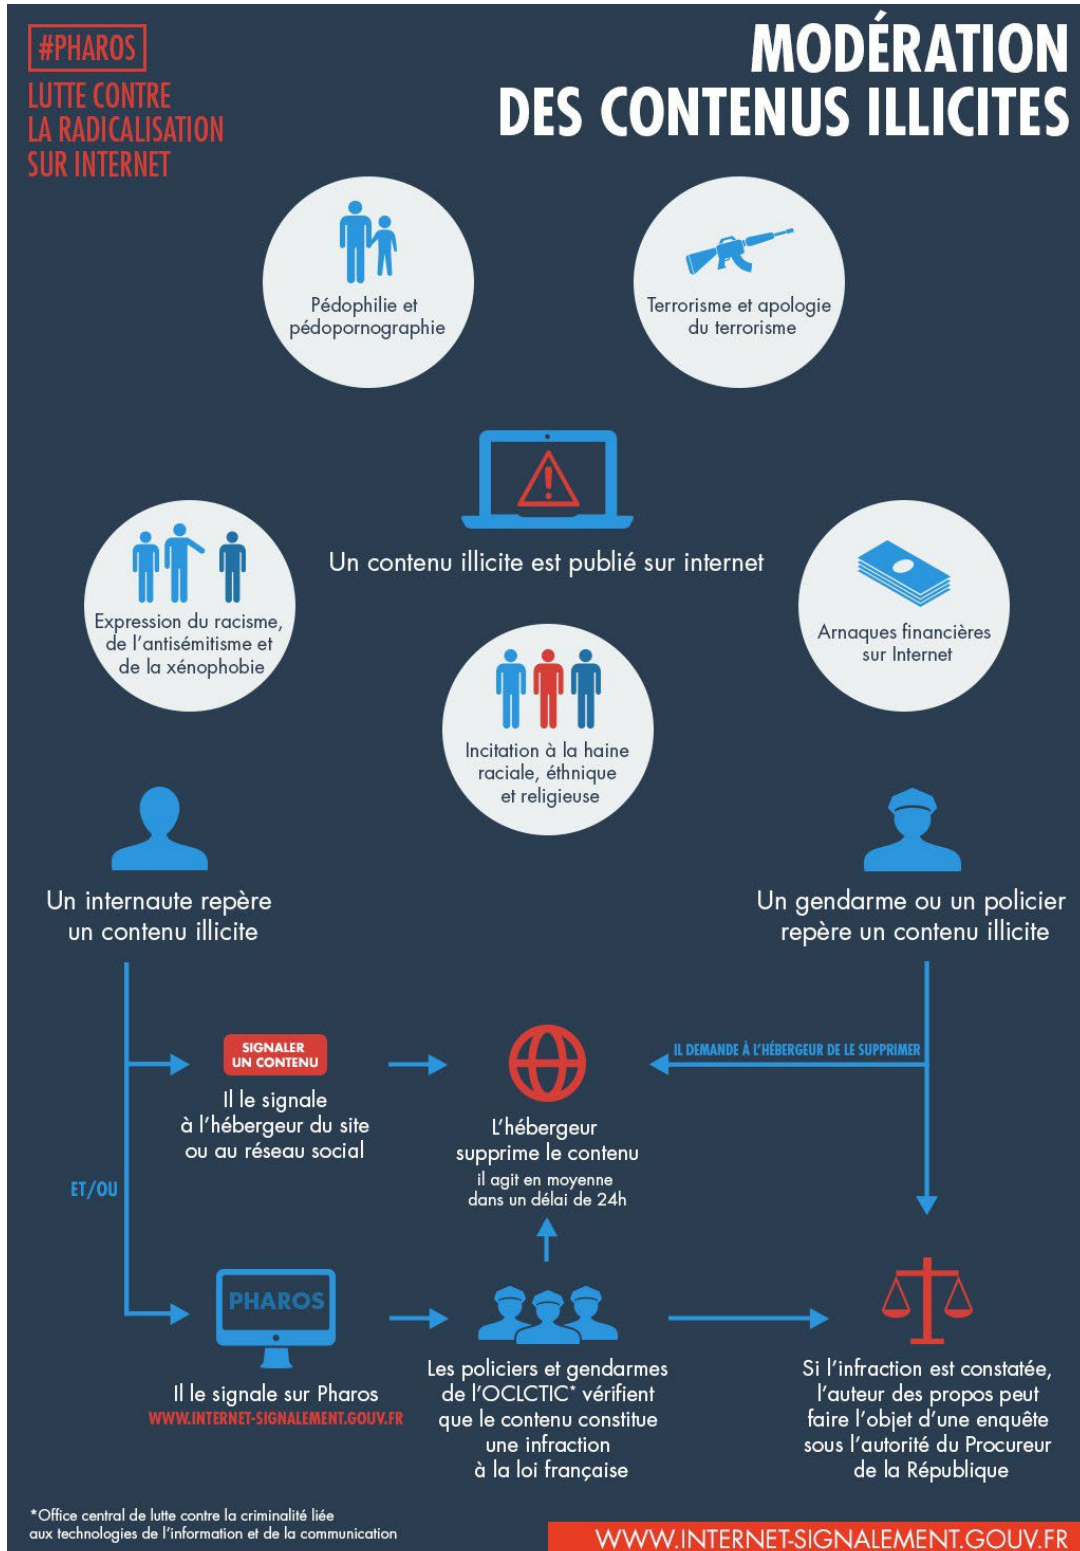 #PHAROS
LUTTE CONTRE
LA RADICALISATION
SUR INTERNET
MODÉRATION
DES CONTENUS ILLICITES
Pédophilie et
pédopornographie
Terrorisme et apologie
du terrorisme
Un contenu illicite est publié sur internet
Expression du racisme,
de l'antisémitisme et
de la xénophobie
Arnaques financières
sur Internet
Incitation à la haine
raciale, éthnique
et religieuse
Un internaute repère
un contenu illicite
Un gendarme ou un policier
repère un contenu illicite
SIGNALER
UN CONTENU
Il le signale
à l'hébergeur du site
ou au réseau social
IL DEMANDE À L'HÉBERGEUR DE LE SUPPRIMER
L'hébergeur
supprime le contenu
il agit en moyenne
dans un délai de 24h
ET/OU
PHAROS
Il le signale sur Pharos
WWW.INTERNET-SIGNALEMENT.GOUV.FR
Les policiers et gendarmes
de l'OCLCTIC* vérifient
que le contenu constitue
une infraction
à la loi française
Si l'infraction est constatée,
l'auteur des propos peut
faire l'objet d'une enquête
sous l'autorité du Procureur
de la République
*Office central de lutte contre la criminalité liée
aux technologies de l'information et de la communication
WWW.INTERNET-SIGNALEMENT.GOUV.FR